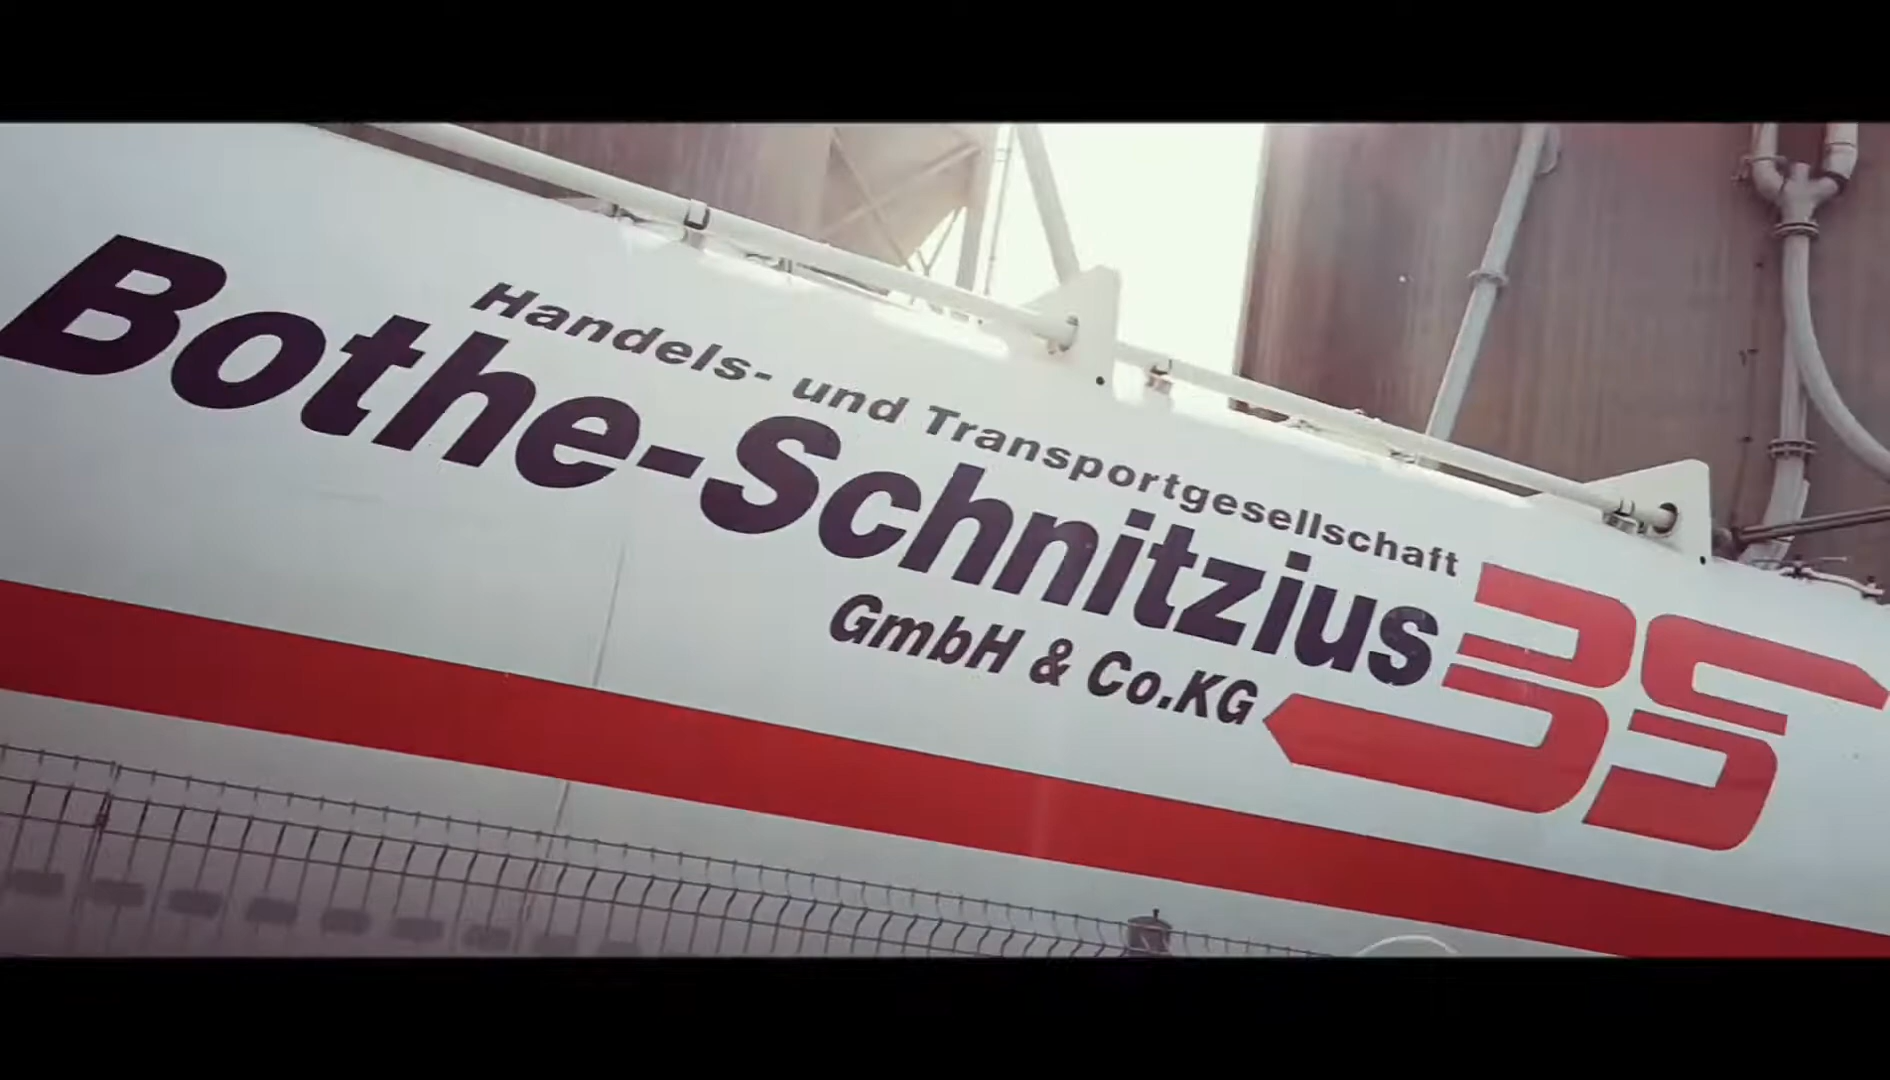 Handels- und Transportgesellschaft
Bothe-Schnitzius
GmbH & Co.KG
BS